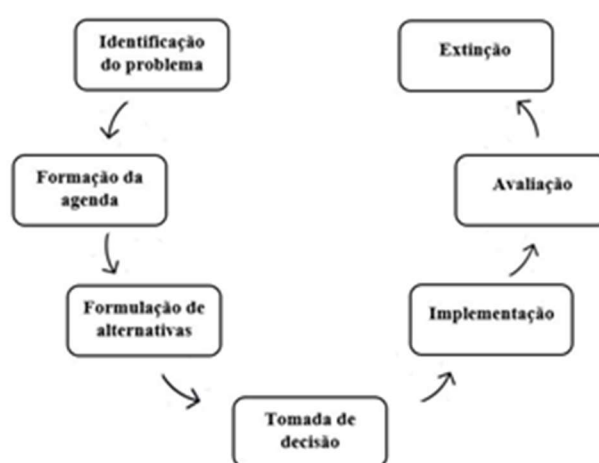 Identificação
do problema
Extinção
Formação da
agenda
Avaliação
Formulação de
alternativas
Implementação
Tomada de
decisão